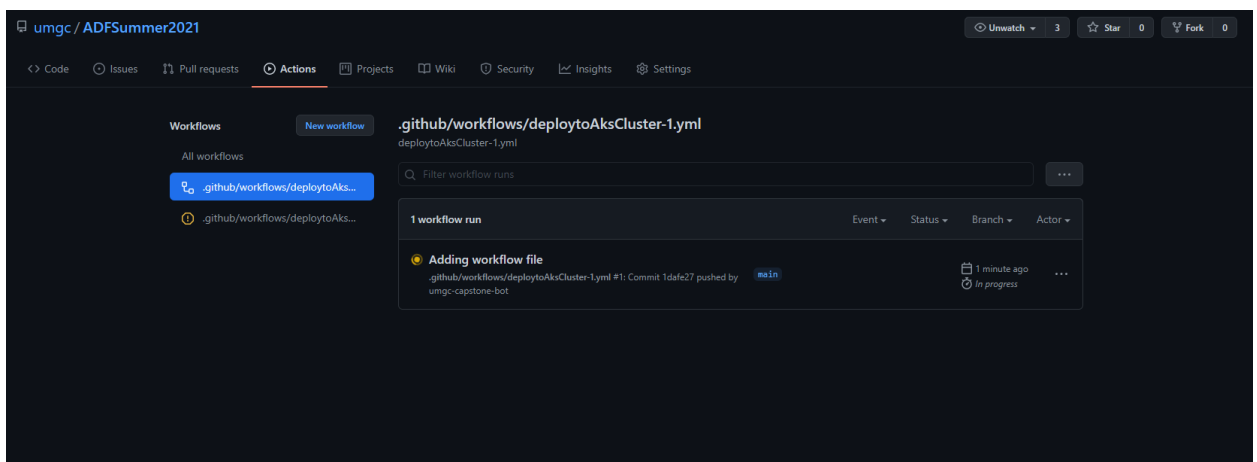 umgc / ADFSummer2021
Unwatch 3 Star 0 Fork 0
Code Issues Pull requests Actions Projects Wiki Security Insights Settings
Workflows New workflow
All workflows
.github/workflows/deploytoAks...
.github/workflows/deploytoAks...
.github/workflows/deploytoAksCluster-1.yml
deploytoAksCluster-1.yml
Filter workflow runs
1 workflow run Event Status Branch Actor
Adding workflow file
.github/workflows/deploytoAksCluster-1.yml #1: Commit 1dafe27 pushed by
umgc-capstone-bot
main
1 minute ago
In progress